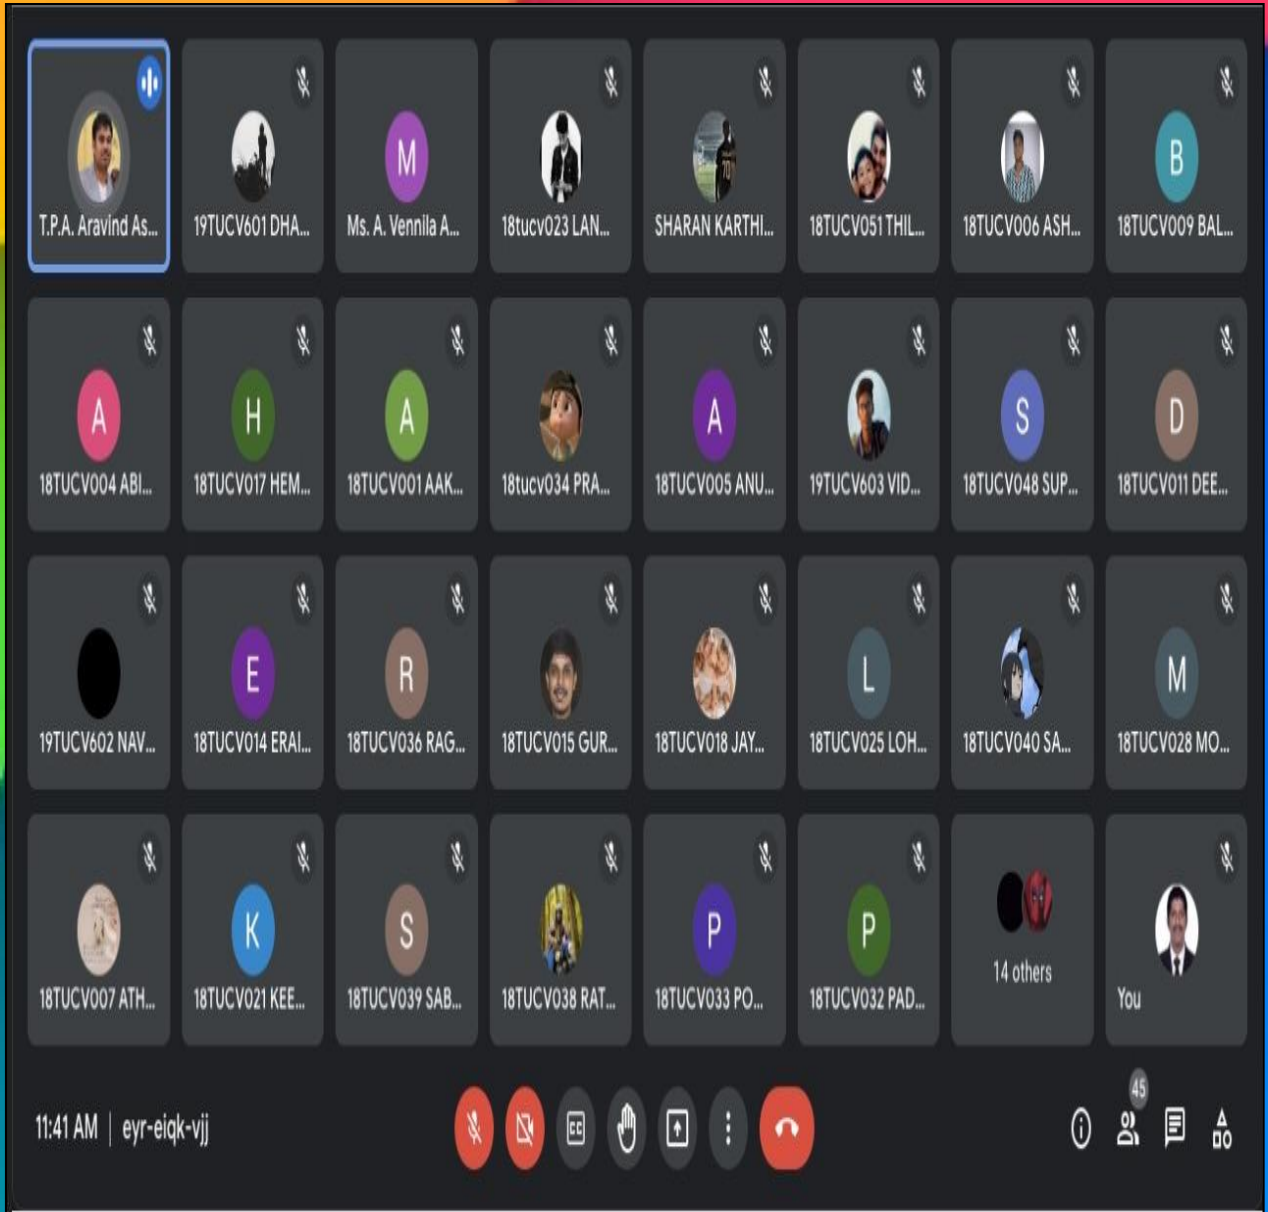 T.P.A. Aravind As...
19TUCV601 DHA...
M
Ms. A. Vennila A...
18tucv023 LAN...
SHARAN KARTHI...
18TUCV051 THIL...
18TUCV006 ASH...
B
18TUCV009 BAL...
A
18TUCV004 ABI...
H
18TUCV017 HEM...
A
18TUCV001 AAK...
18tucv034 PRA...
A
18TUCV005 ANU...
19TUCV603 VID...
S
18TUCV048 SUP...
D
18TUCV011 DEE...
19TUCV602 NAV...
E
18TUCV014 ERAI...
R
18TUCV036 RAG...
18TUCV015 GUR...
18TUCV018 JAY...
L
18TUCV025 LOH...
18TUCV040 SA...
M
18TUCV028 MO...
18TUCV007 ATH...
K
18TUCV021 KEE...
S
18TUCV039 SAB...
18TUCV038 RAT...
P
18TUCV033 PO...
P
18TUCV032 PAD...
14 others
You
11:41 AM | eyr-eiqk-vjj
CC
45